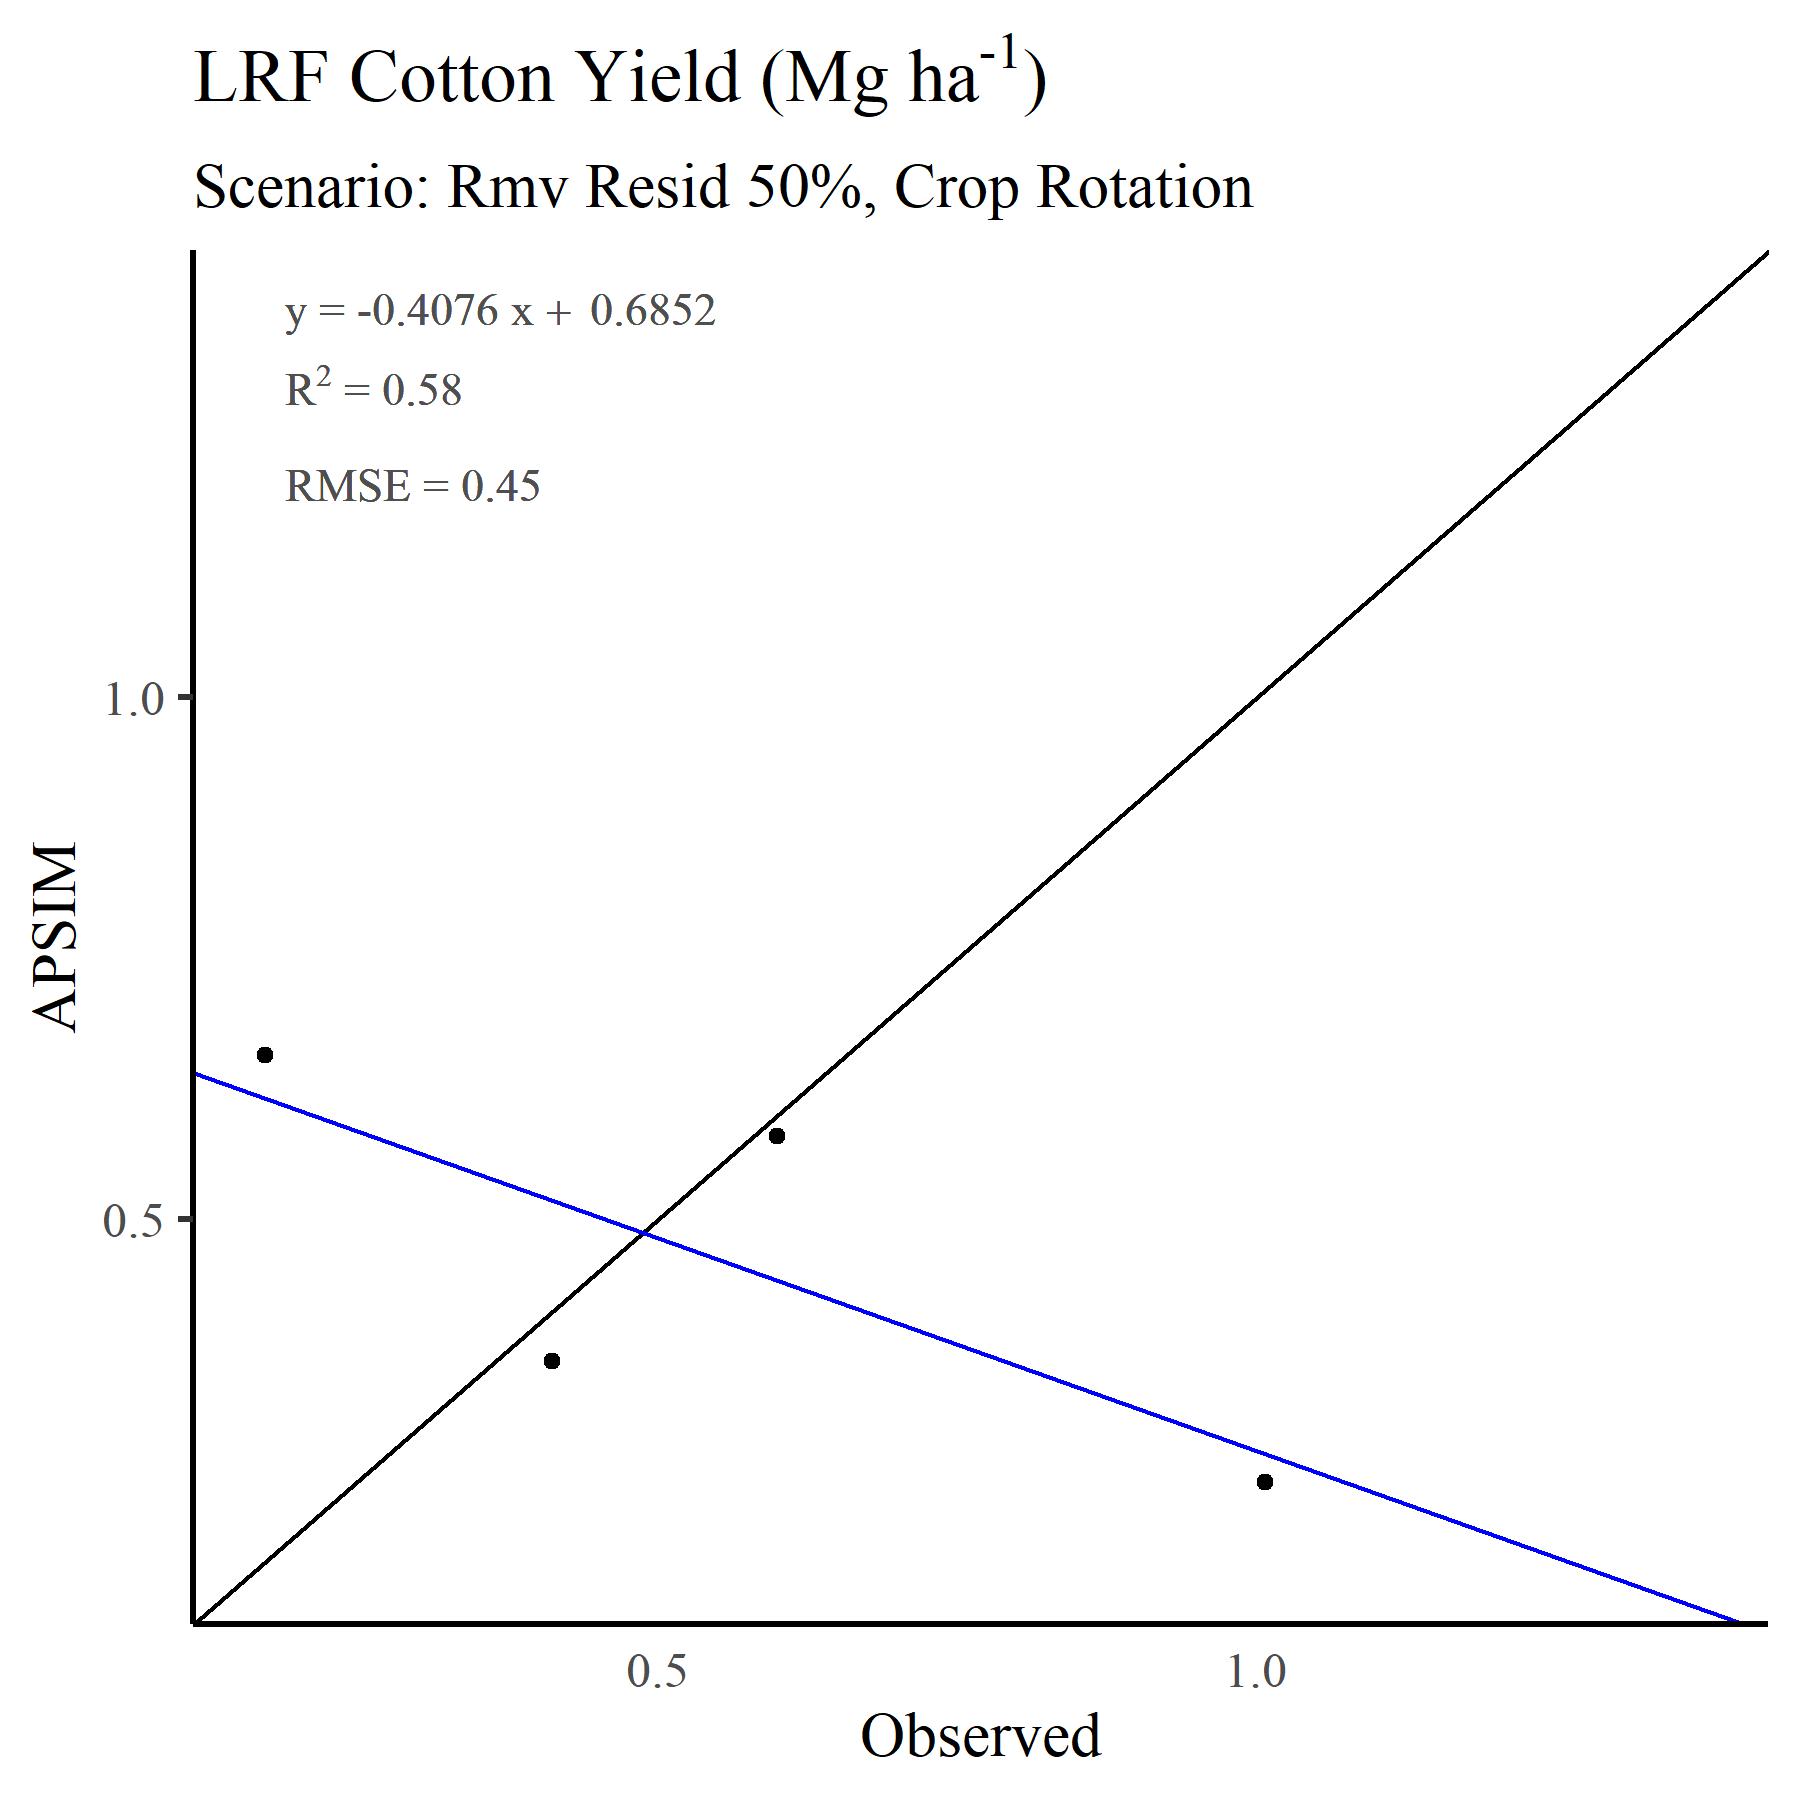 LRF Cotton Yield (Mg ha⁻¹)
Scenario: Rmv Resid 50%, Crop Rotation
y = -0.4076 x + 0.6852
R² = 0.58
RMSE = 0.45
1.0
0.5
APSIM
0.5 1.0
Observed